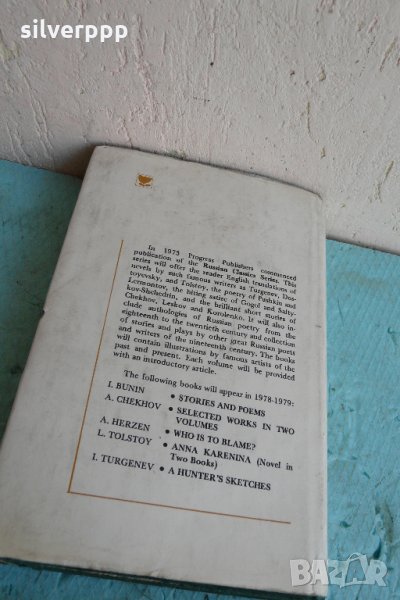 silverppp
In 1975 Progress Publishers commenced
publication of the Russian Classics Series. This
series will offer the reader English translations of
novels by such famous writers as Turgenev, Dos-
toyevsky, and Tolstoy, the poetry of Pushkin and
Lermontov, the biting satire of Gogol and Salty-
kov-Shchedrin, and the brilliant short stories of
Chekhov, Leskov and Korolenko. It will also in-
clude anthologies of Russian poetry from the
eighteenth to the twentieth century and collection
of stories and plays by other great Russian poets
and writers of the nineteenth century. The books
will contain illustrations by famous artists of the
past and present. Each volume will be provided
with an introductory article.
The following books will appear in 1978-1979:
I. BUNIN • STORIES AND POEMS
A. CHEKHOV • SELECTED WORKS IN TWO
VOLUMES
A. HERZEN • WHO IS TO BLAME?
L. TOLSTOY • ANNA KARENINA (Novel in
Two Books)
I. TURGENEV • A HUNTER'S SKETCHES
BAZAR